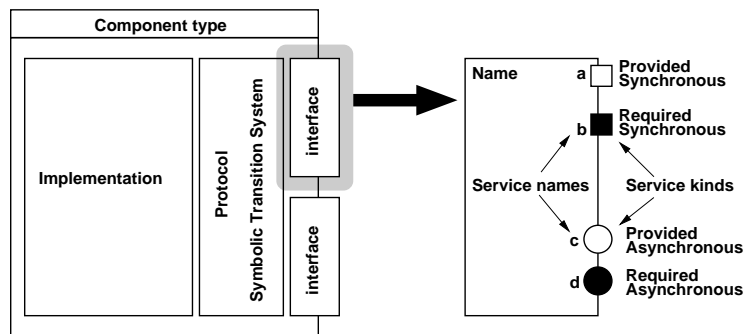 Component type
Implementation
Protocol
Symbolic Transition System
interface
interface
Name
a
Provided
Synchronous
b
Required
Synchronous
Service names
Service kinds
c
Provided
Asynchronous
d
Required
Asynchronous